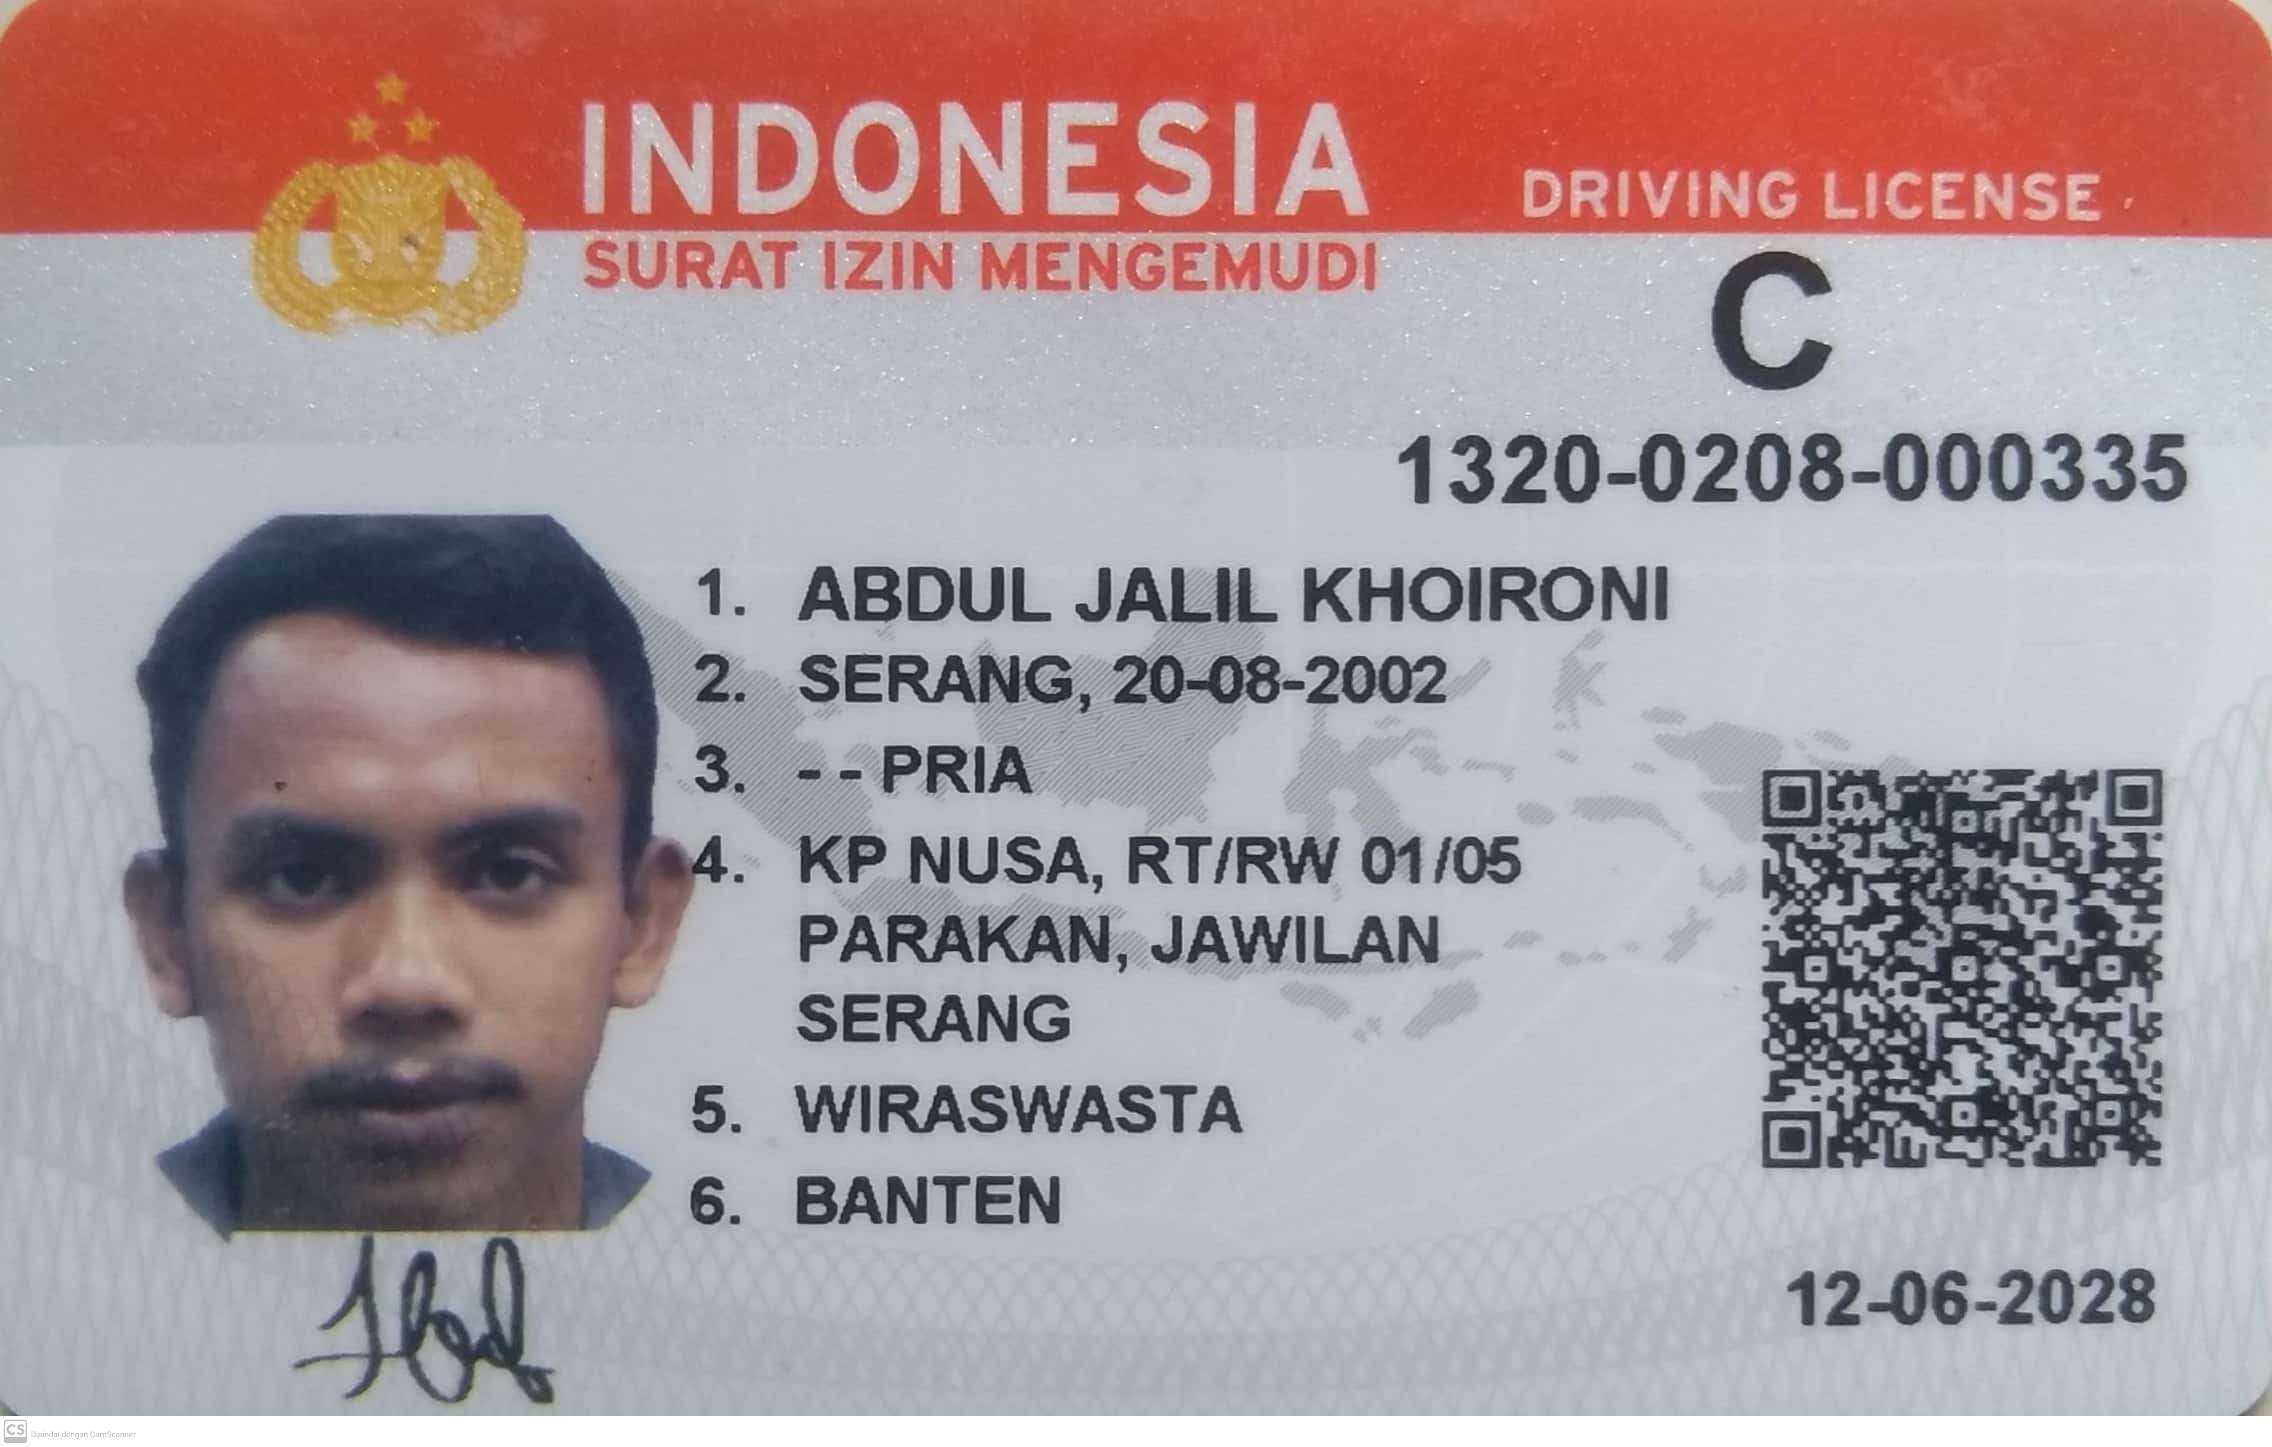 INDONESIA
SURAT IZIN MENGEMUDI
DRIVING LICENSE
C
1320-0208-000335
1. ABDUL JALIL KHOIRONI
2. SERANG, 20-08-2002
3. - - PRIA
4. KP NUSA, RT/RW 01/05
PARAKAN, JAWILAN
SERANG
5. WIRASWASTA
6. BANTEN
12-06-2028
CS Dipindai dengan CamScanner